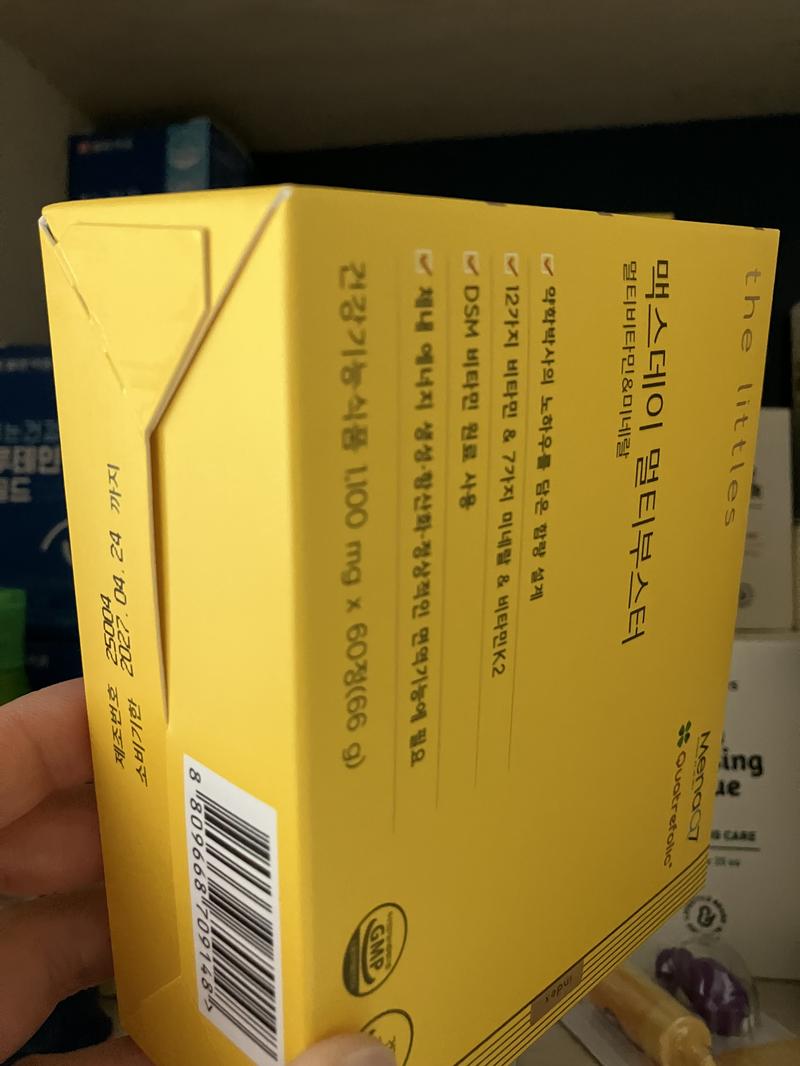 the littles
맥스데이 멀티부스터
멀티비타민&미네랄
약학박사의 노하우를 담은 함량 설계
12가지 비타민 & 7가지 미네랄 & 비타민K2
DSM 비타민 원료 사용
체내 에너지 생성·항산화·정상적인 면역기능에 필요
건강기능식품 1,100 mg x 60정(66 g)
MenaQ7
Quatrefolic®
GMP
index
제조번호 25004
소비기한 2027. 04. 24 까지
8 809668 709148